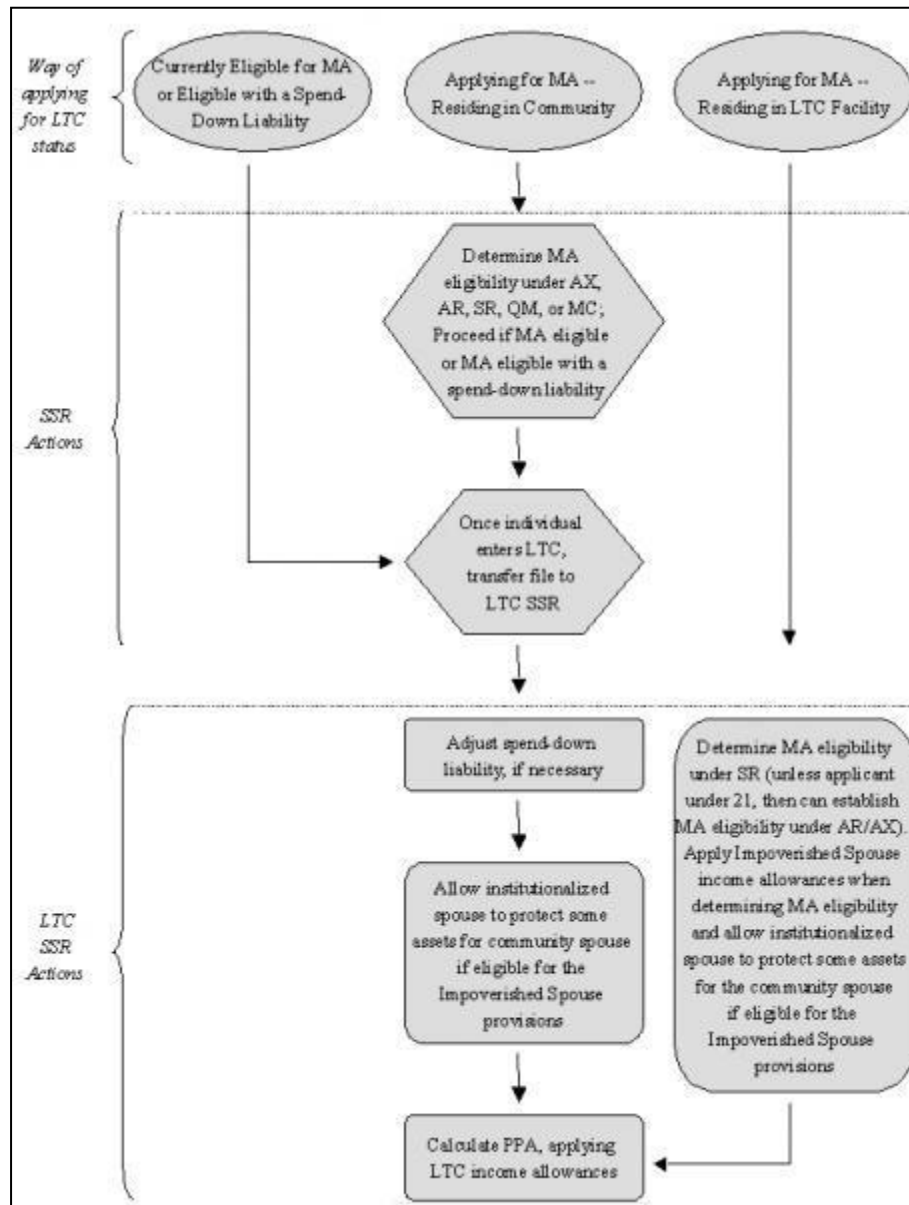 Way of
applying
for LTC
status
Currently Eligible for MA
or Eligible with a Spend-
Down Liability
Applying for MA --
Residing in Community
Applying for MA --
Residing in LTC Facility
SSR
Actions
Determine MA
eligibility under AX,
AR, SR, QM, or MC;
Proceed if MA eligible
or MA eligible with a
spend-down liability
Once individual
enters LTC,
transfer file to
LTC SSR
LTC
SSR
Actions
Adjust spend-down
liability, if necessary
Allow institutionalized
spouse to protect some
assets for community spouse
if eligible for the
Impoverished Spouse
provisions
Calculate PPA, applying
LTC income allowances
Determine MA eligibility
under SR (unless applicant
under 21, then can establish
MA eligibility under AR/AX).
Apply Impoverished Spouse
income allowances when
determining MA eligibility
and allow institutionalized
spouse to protect some assets
for the community spouse
if eligible for the
Impoverished Spouse
provisions